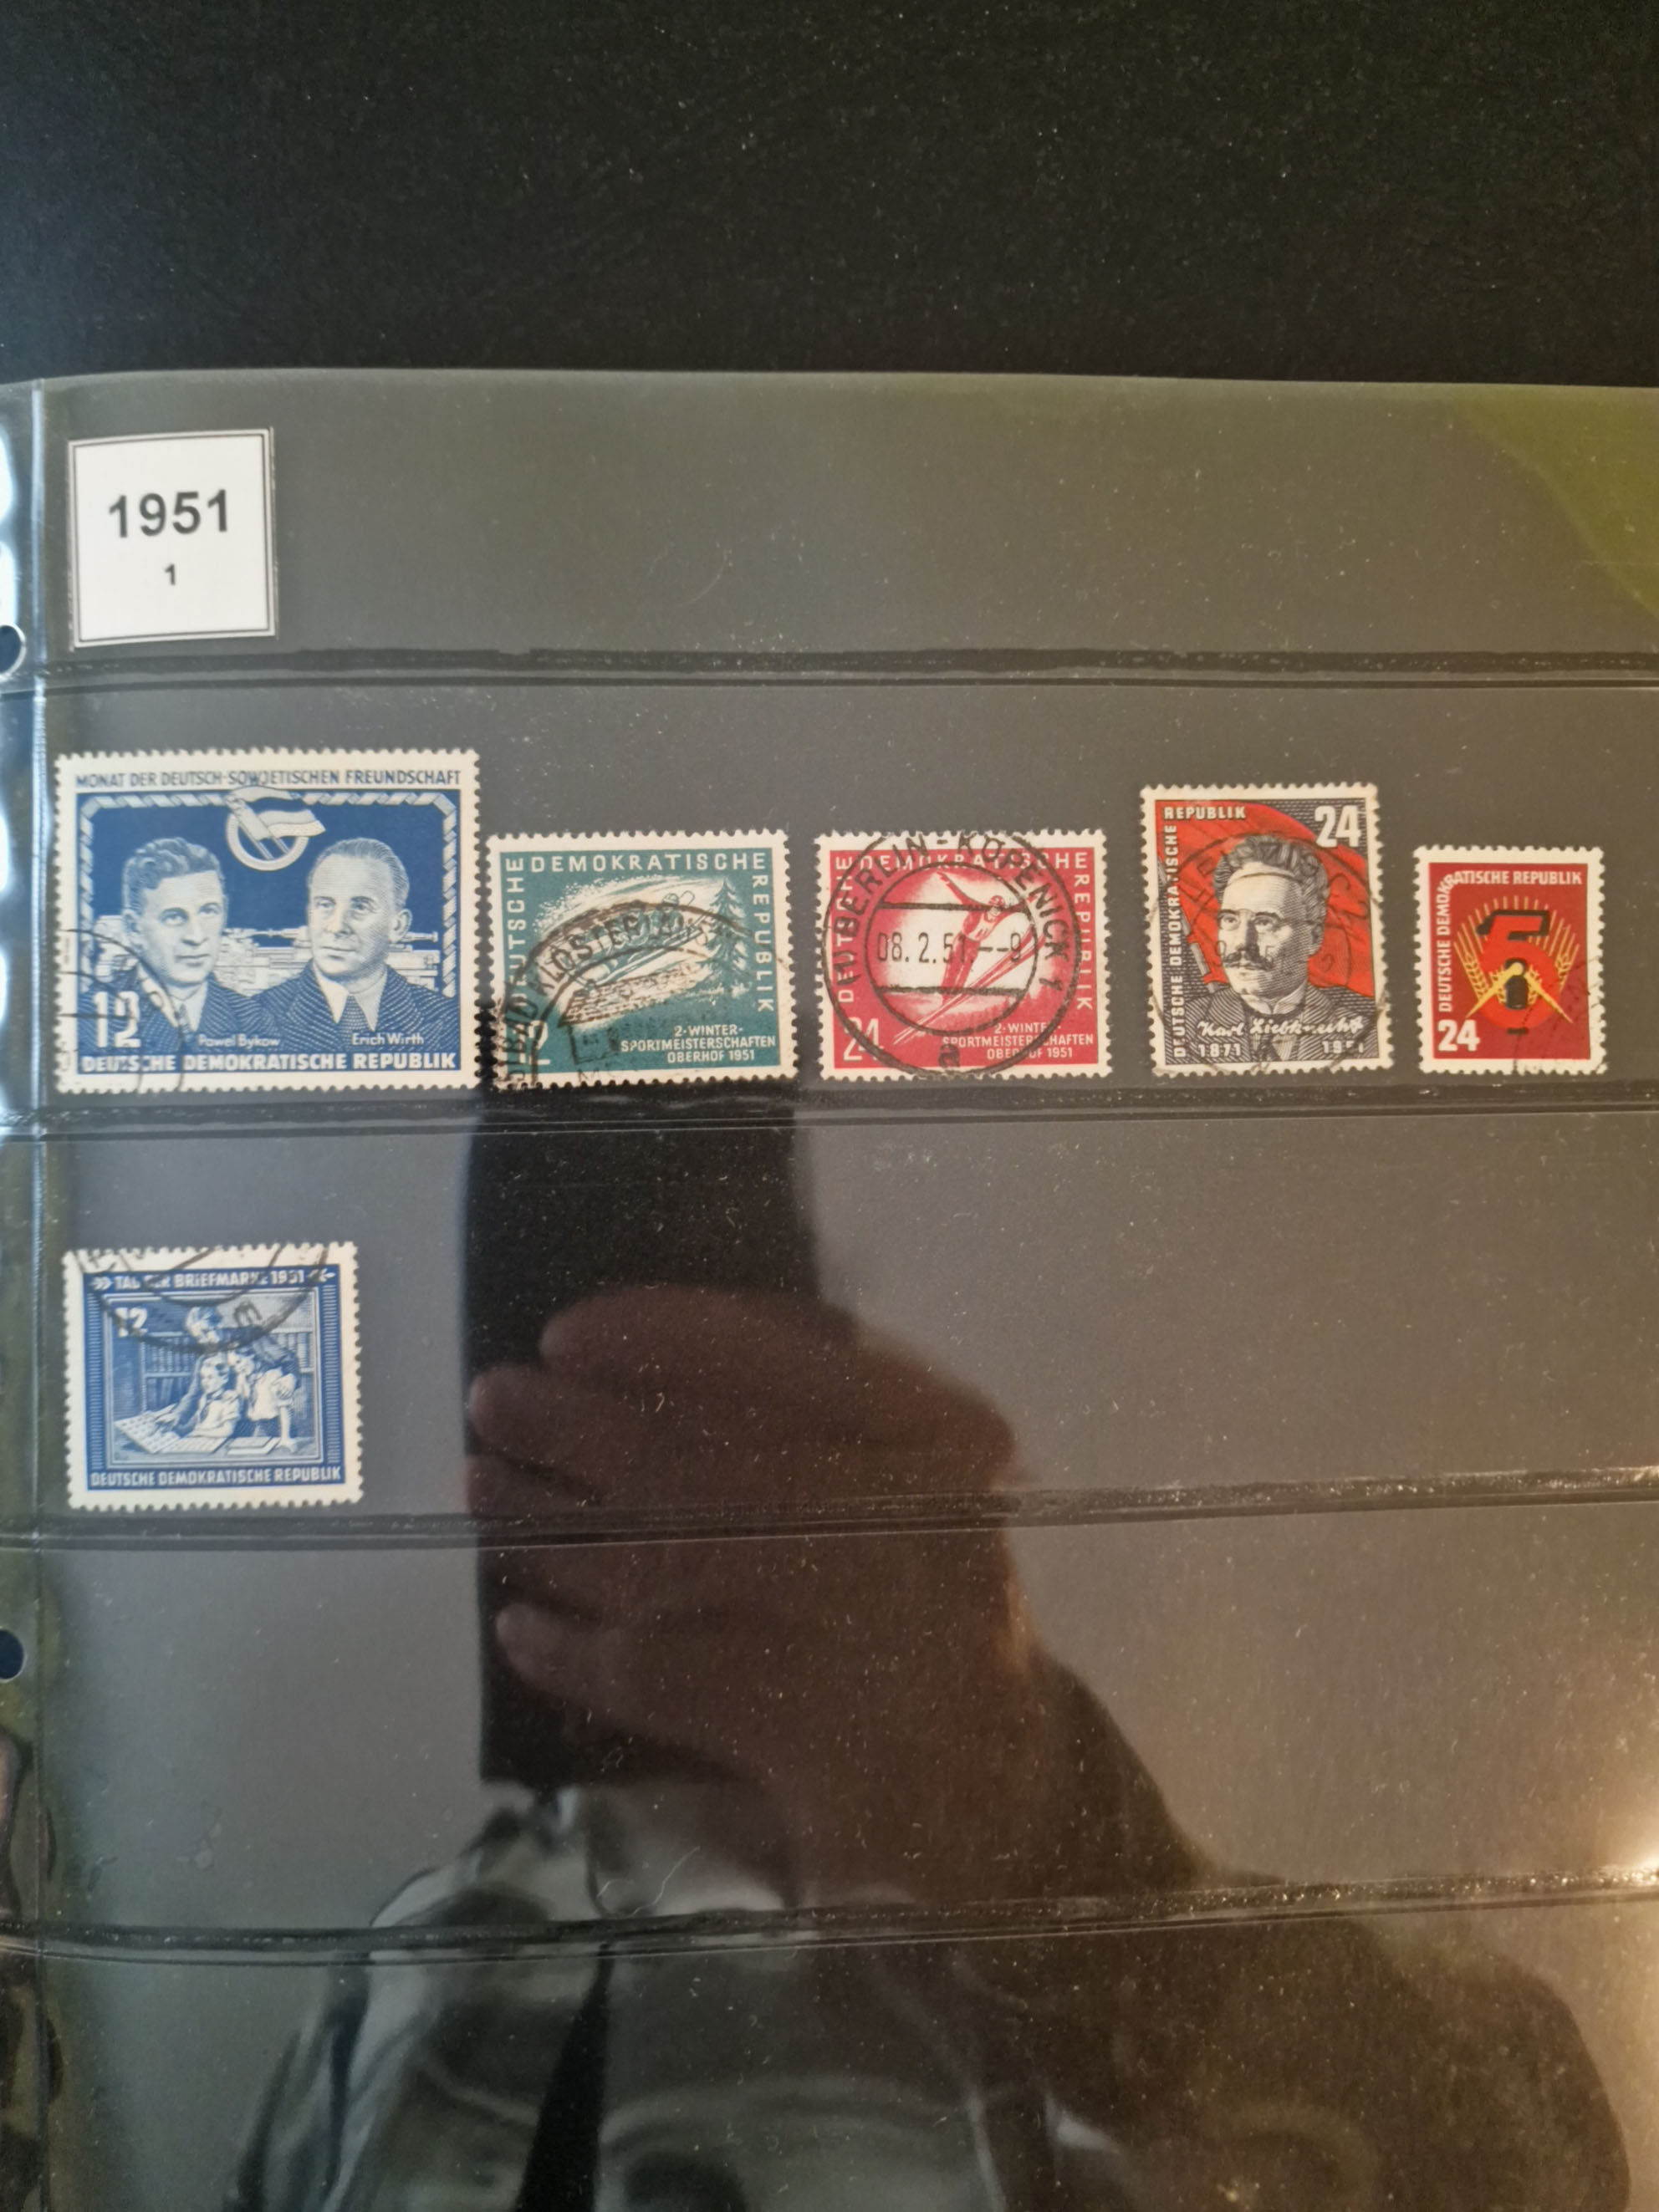 1951
1
MONAT DER DEUTSCH-SOWJETISCHEN FREUNDSCHAFT
12
Pawel Bykow
Erich Wirth
DEUTSCHE DEMOKRATISCHE REPUBLIK
DEUTSCHE DEMOKRATISCHE REPUBLIK
KLOSTER
2·WINTER-
SPORTMEISTERSCHAFTEN
OBERHOF 1951
DEUTSCHE DEMOKRATISCHE REPUBLIK
BERLIN-KÖPENICK 1
08.2.51.--9
a
24
2·WINTER
SPORTMEISTERSCHAFTEN
OBERHOF 1951
DEUTSCHE DEMOKRATISCHE REPUBLIK
24
Karl Liebknecht
1871 1951
DEUTSCHE DEMOKRATISCHE REPUBLIK
5
24
TAG DER BRIEFMARKE 1951
12
DEUTSCHE DEMOKRATISCHE REPUBLIK